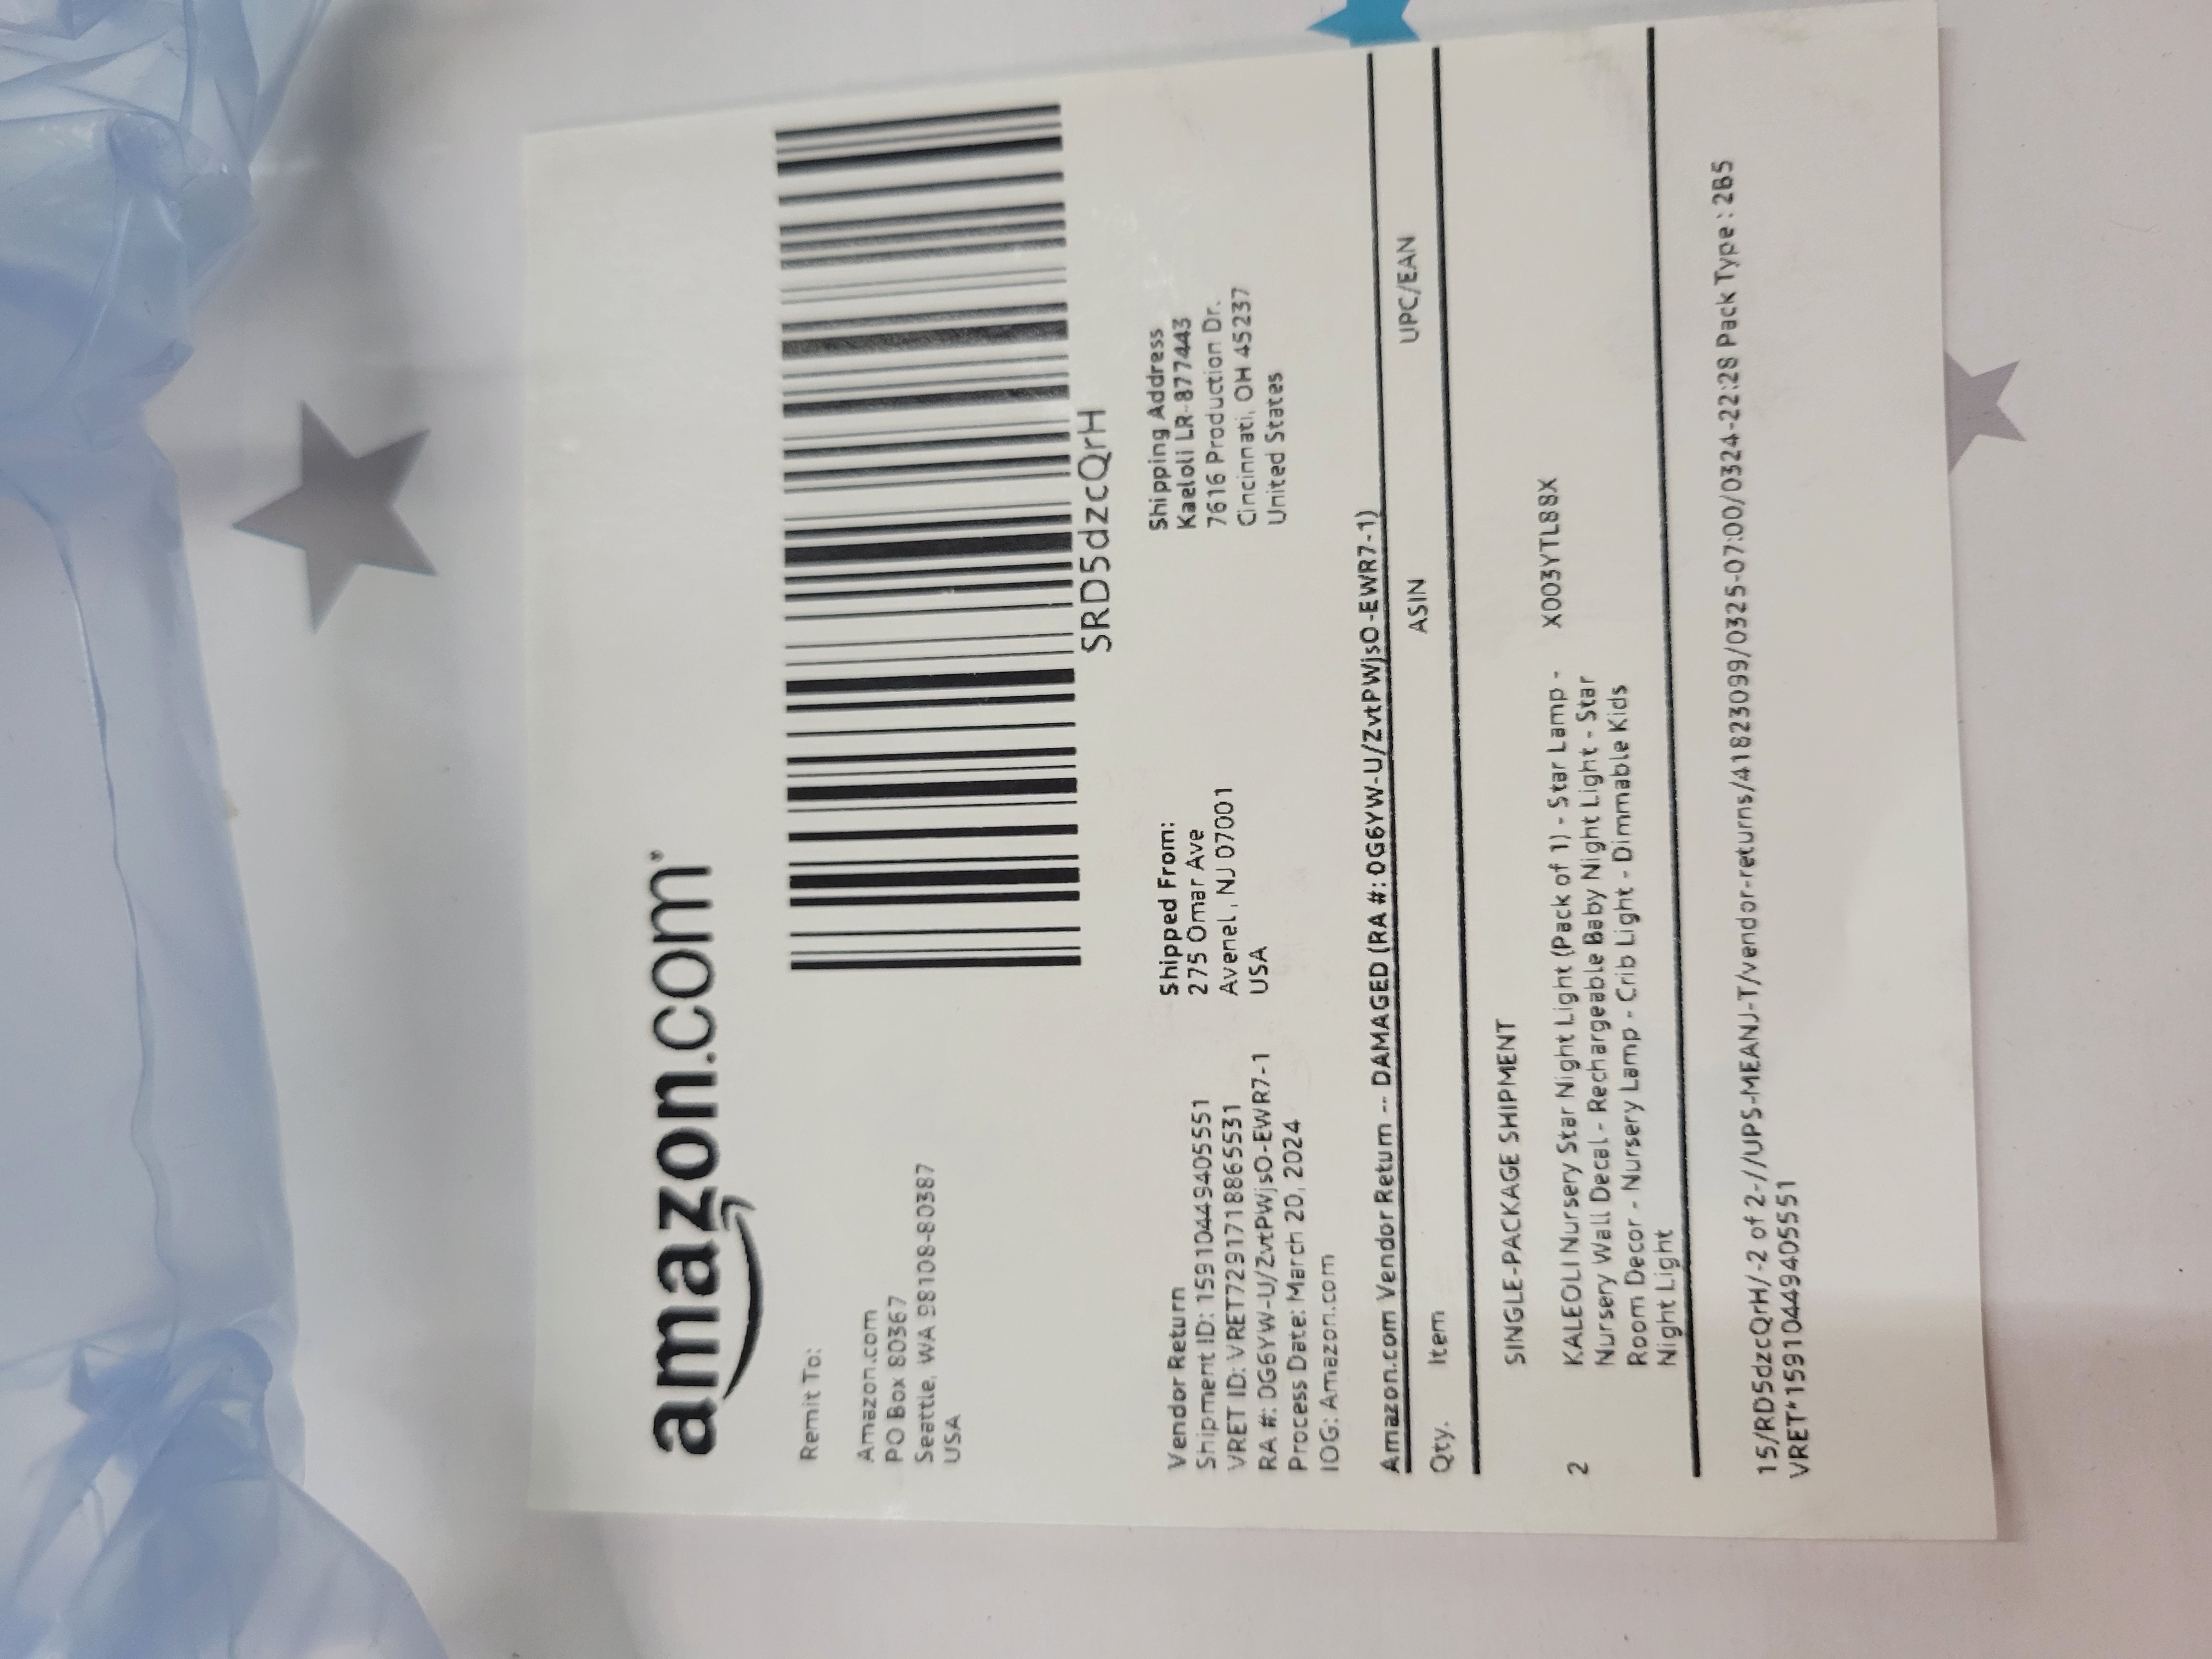 amazon.com
Remit To:
Amazon.com
PO Box 80367
Seattle, WA 98108-80387
USA
SRD5dzcQrH
Vendor Return
Shipment ID: 15910449405551
VRET ID: VRET72917188655​31
RA #: DG6YW-U/ZvtPWjsO-EWR7-1
Process Date: March 20, 2024
IOG: Amazon.com
Shipped From:
275 Omar Ave
Avenel, NJ 07001
USA
Shipping Address
Kaeloli LR-877443
7616 Production Dr.
Cincinnati, OH 45237
United States
Amazon.com Vendor Return -- DAMAGED (RA #: DG6YW-U/ZvtPWjsO-EWR7-1)
Qty. Item ASIN UPC/EAN
SINGLE-PACKAGE SHIPMENT
2 KALEOLI Nursery Star Night Light (Pack of 1) - Star Lamp - X003YTL88X
Nursery Wall Decal - Rechargeable Baby Night Light - Star
Room Decor - Nursery Lamp - Crib Light - Dimmable Kids
Night Light
15/RD5dzcQrH/-2 of 2-//UPS-MEANJ-T/vendor-returns/41823099/0325-07:00/0324-22:28 Pack Type : 2B5
VRET*15910449405551